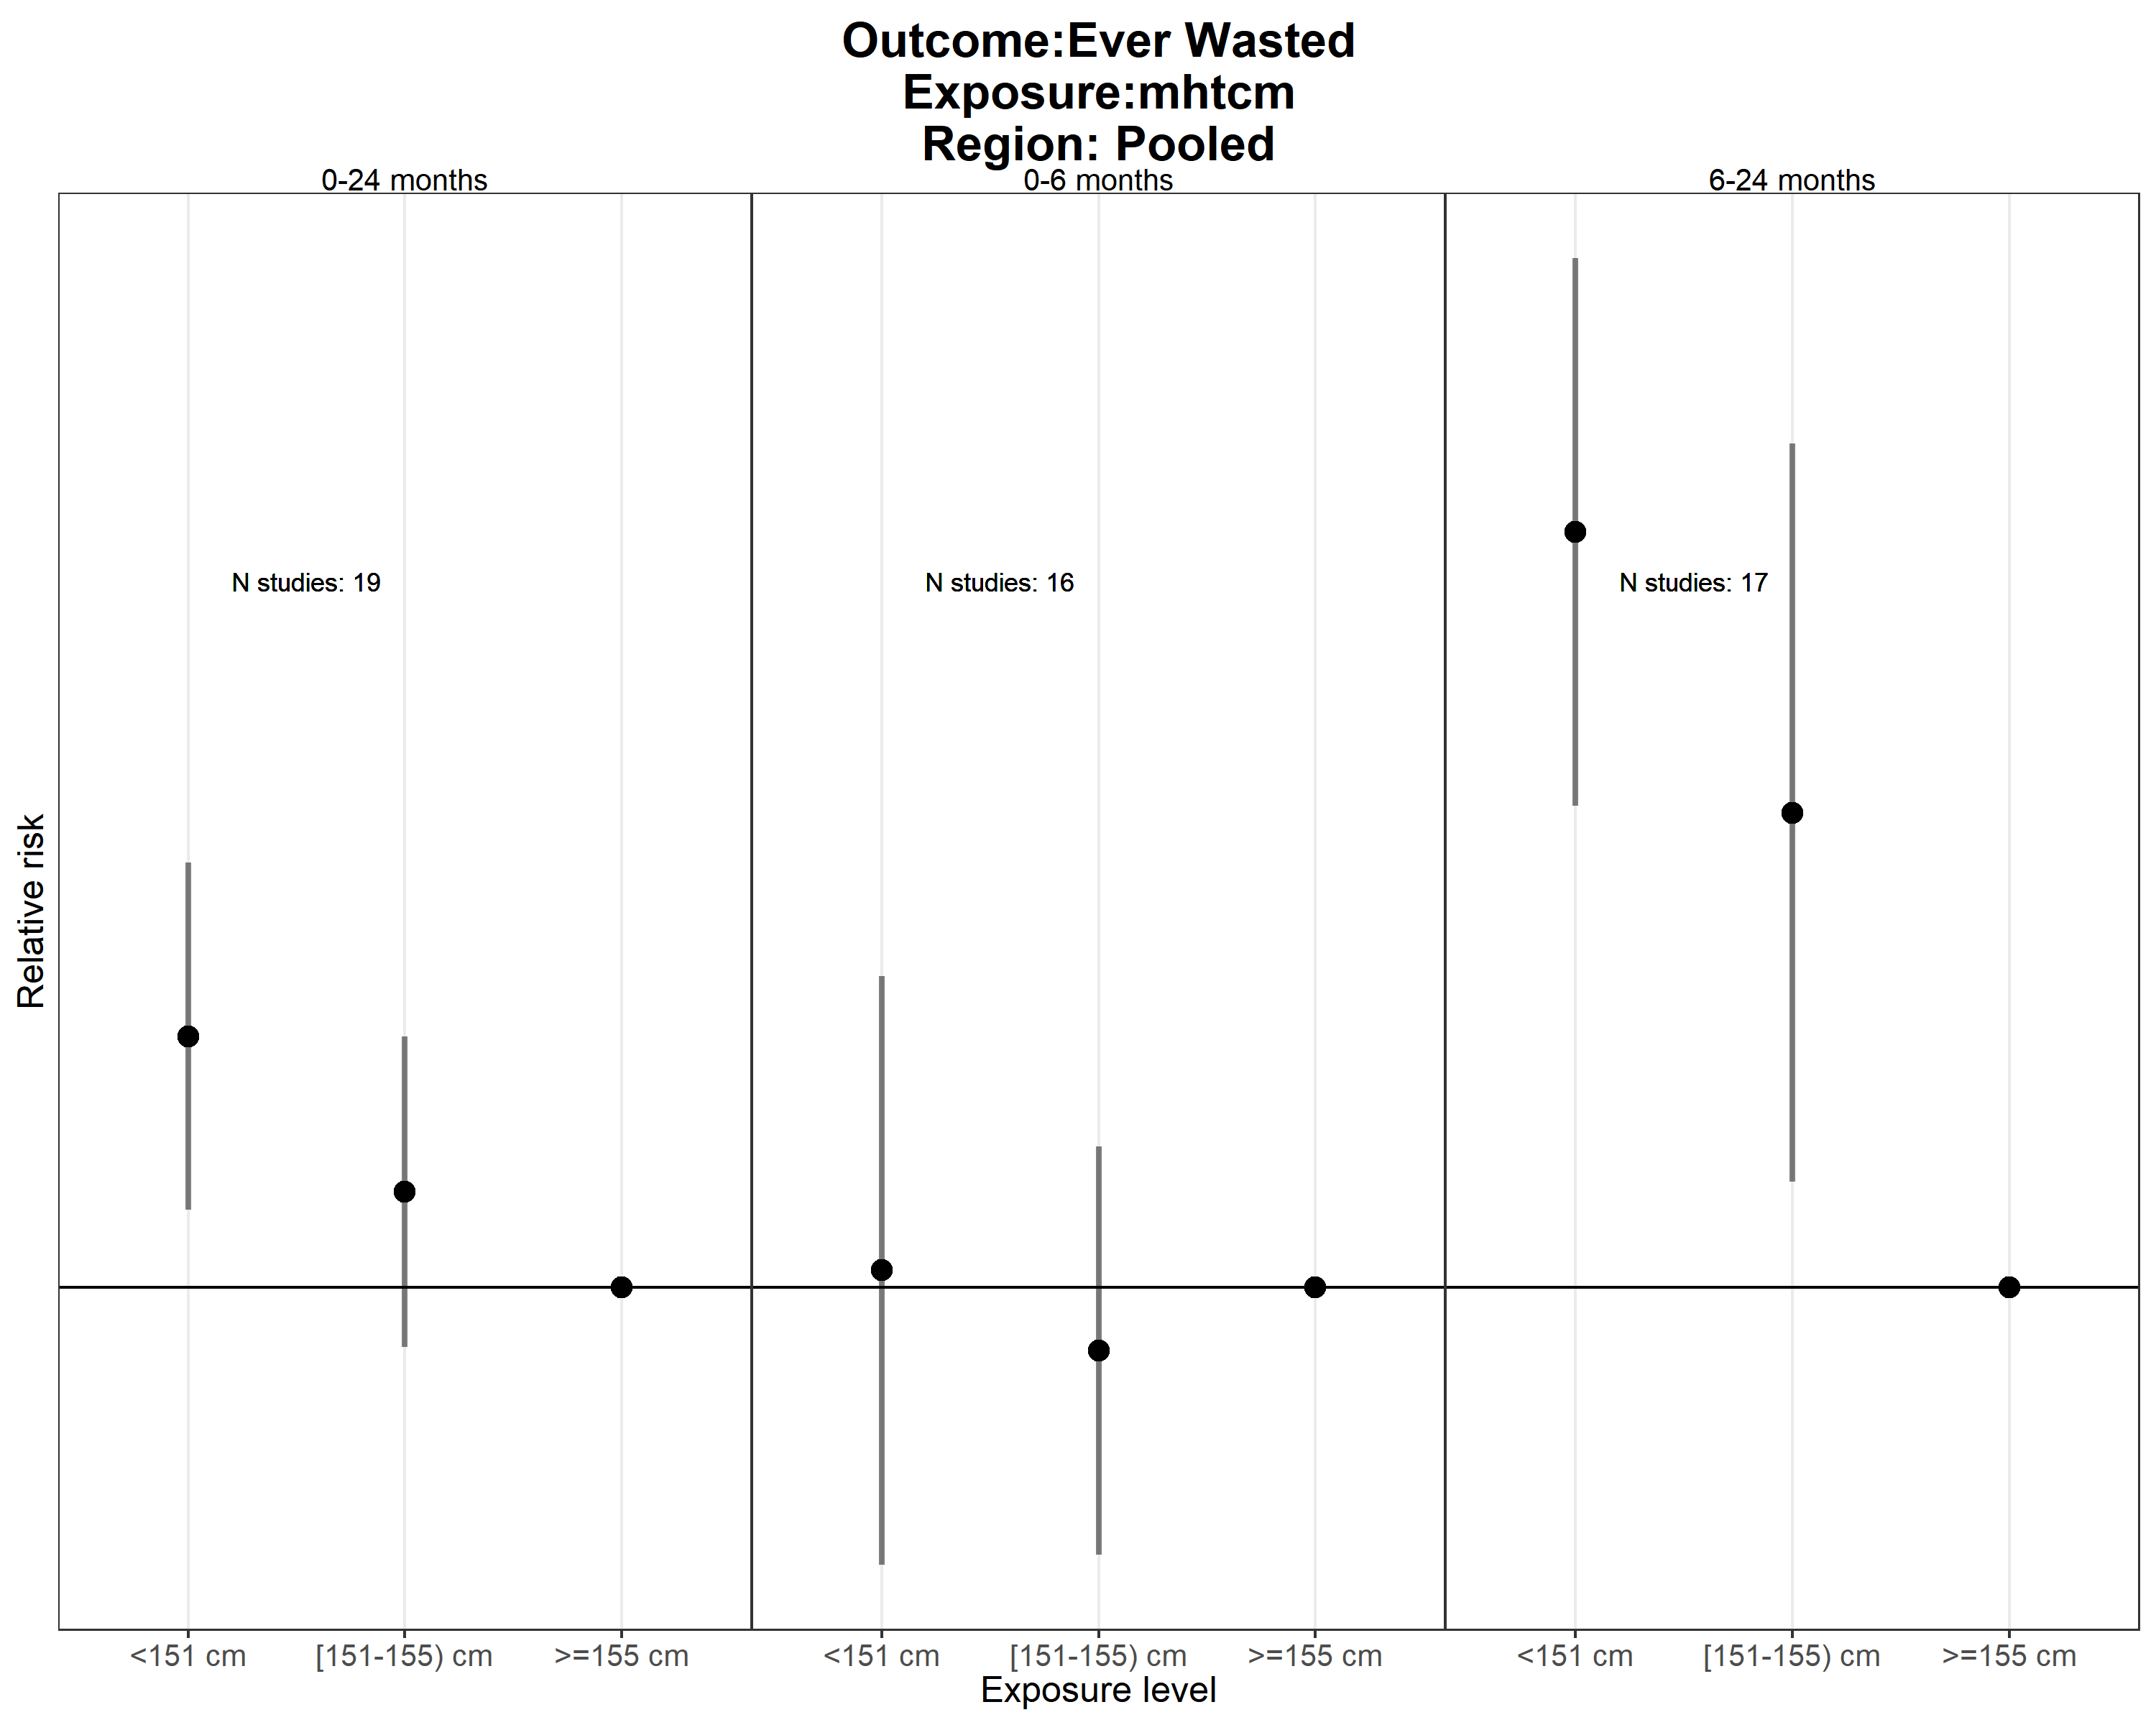 Outcome:Ever Wasted
Exposure:mhtcm
Region: Pooled
0-24 months 0-6 months 6-24 months
N studies: 19 N studies: 16 N studies: 17
Relative risk
<151 cm [151-155) cm >=155 cm <151 cm [151-155) cm >=155 cm <151 cm [151-155) cm >=155 cm
Exposure level